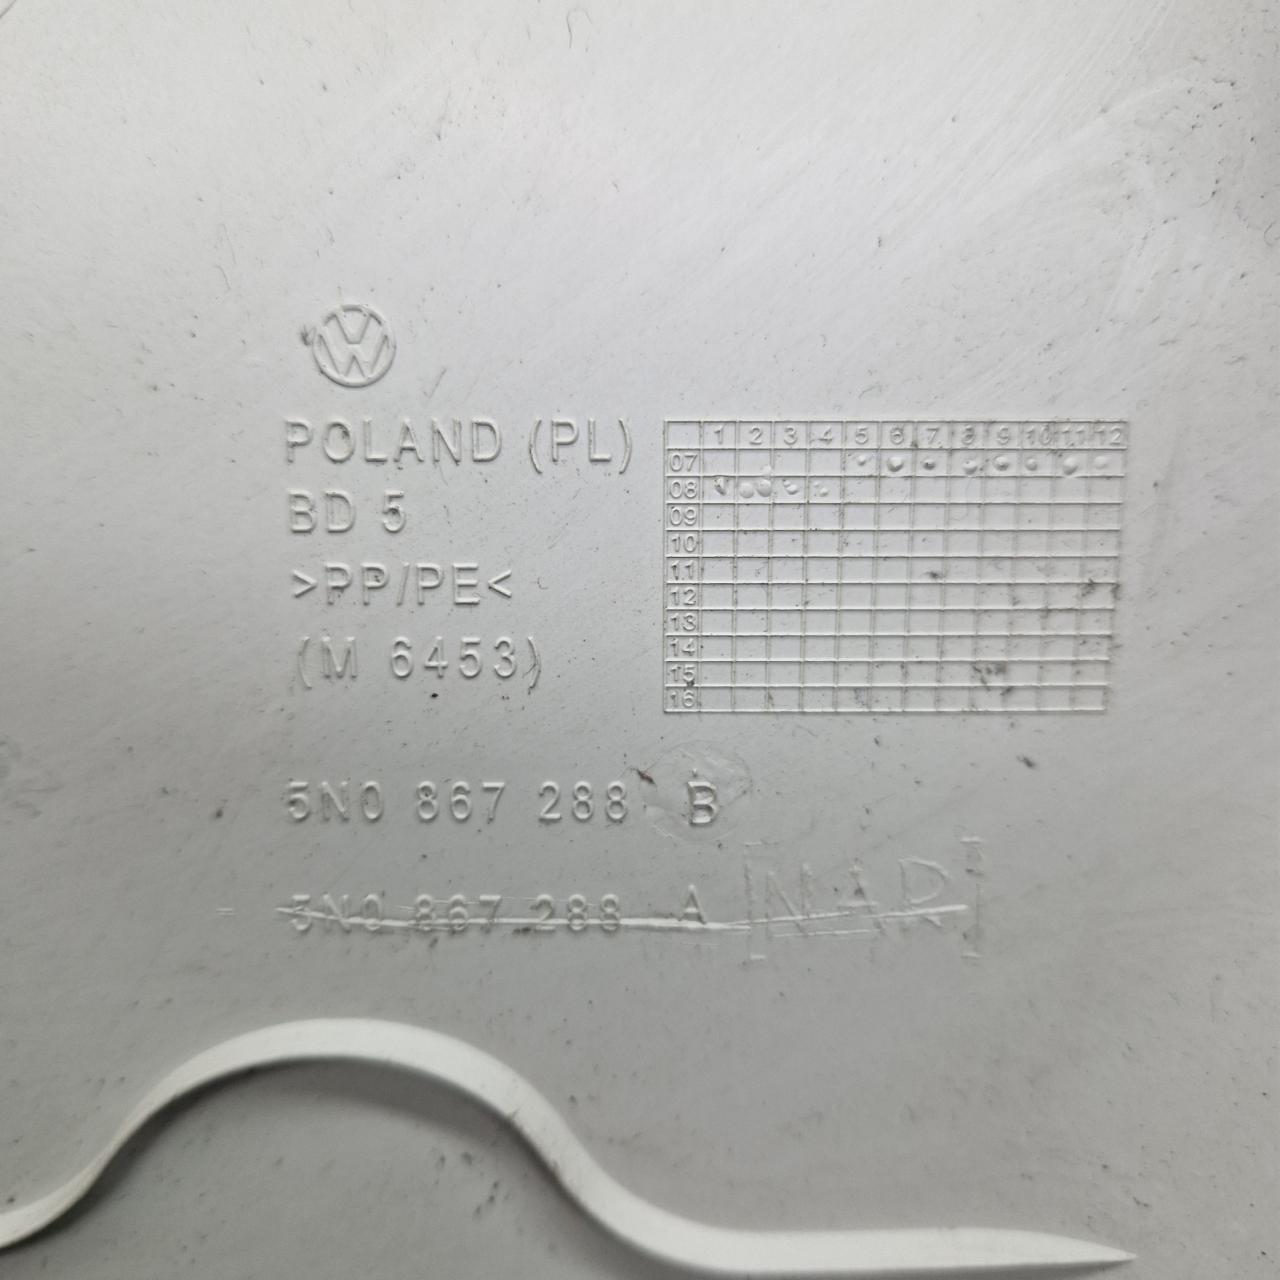 POLAND (PL)
BD 5
>PP/PE<
(M 6453)
1 2 3 4 5 6 7 8 9 10 11 12
07
08
09
10
11
12
13
14
15
16
5N0 867 288 B
5N0 867 288 A [NAR]